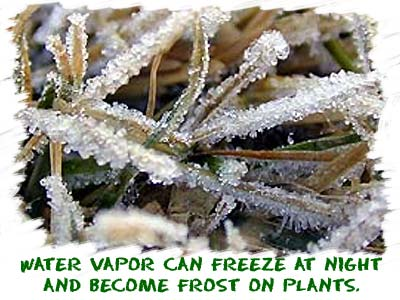 WATER VAPOR CAN FREEZE AT NIGHT
AND BECOME FROST ON PLANTS.